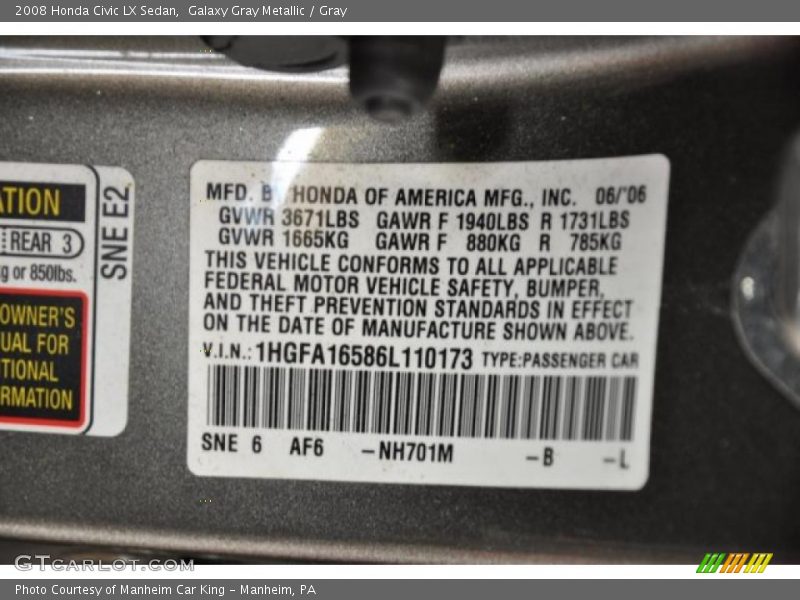 2008 Honda Civic LX Sedan, Galaxy Gray Metallic / Gray
ATION
REAR 3
g or 850lbs.
OWNER'S
UAL FOR
TIONAL
RMATION
SNE E2
MFD. B HONDA OF AMERICA MFG., INC. 06/'06
GVWR 3671LBS GAWR F 1940LBS R 1731LBS
GVWR 1665KG GAWR F 880KG R 785KG
THIS VEHICLE CONFORMS TO ALL APPLICABLE
FEDERAL MOTOR VEHICLE SAFETY, BUMPER,
AND THEFT PREVENTION STANDARDS IN EFFECT
ON THE DATE OF MANUFACTURE SHOWN ABOVE.
V.I.N.: 1HGFA16586L110173 TYPE:PASSENGER CAR
SNE 6 AF6 -NH701M -B -L
GTCARLOT.COM
Photo Courtesy of Manheim Car King - Manheim, PA